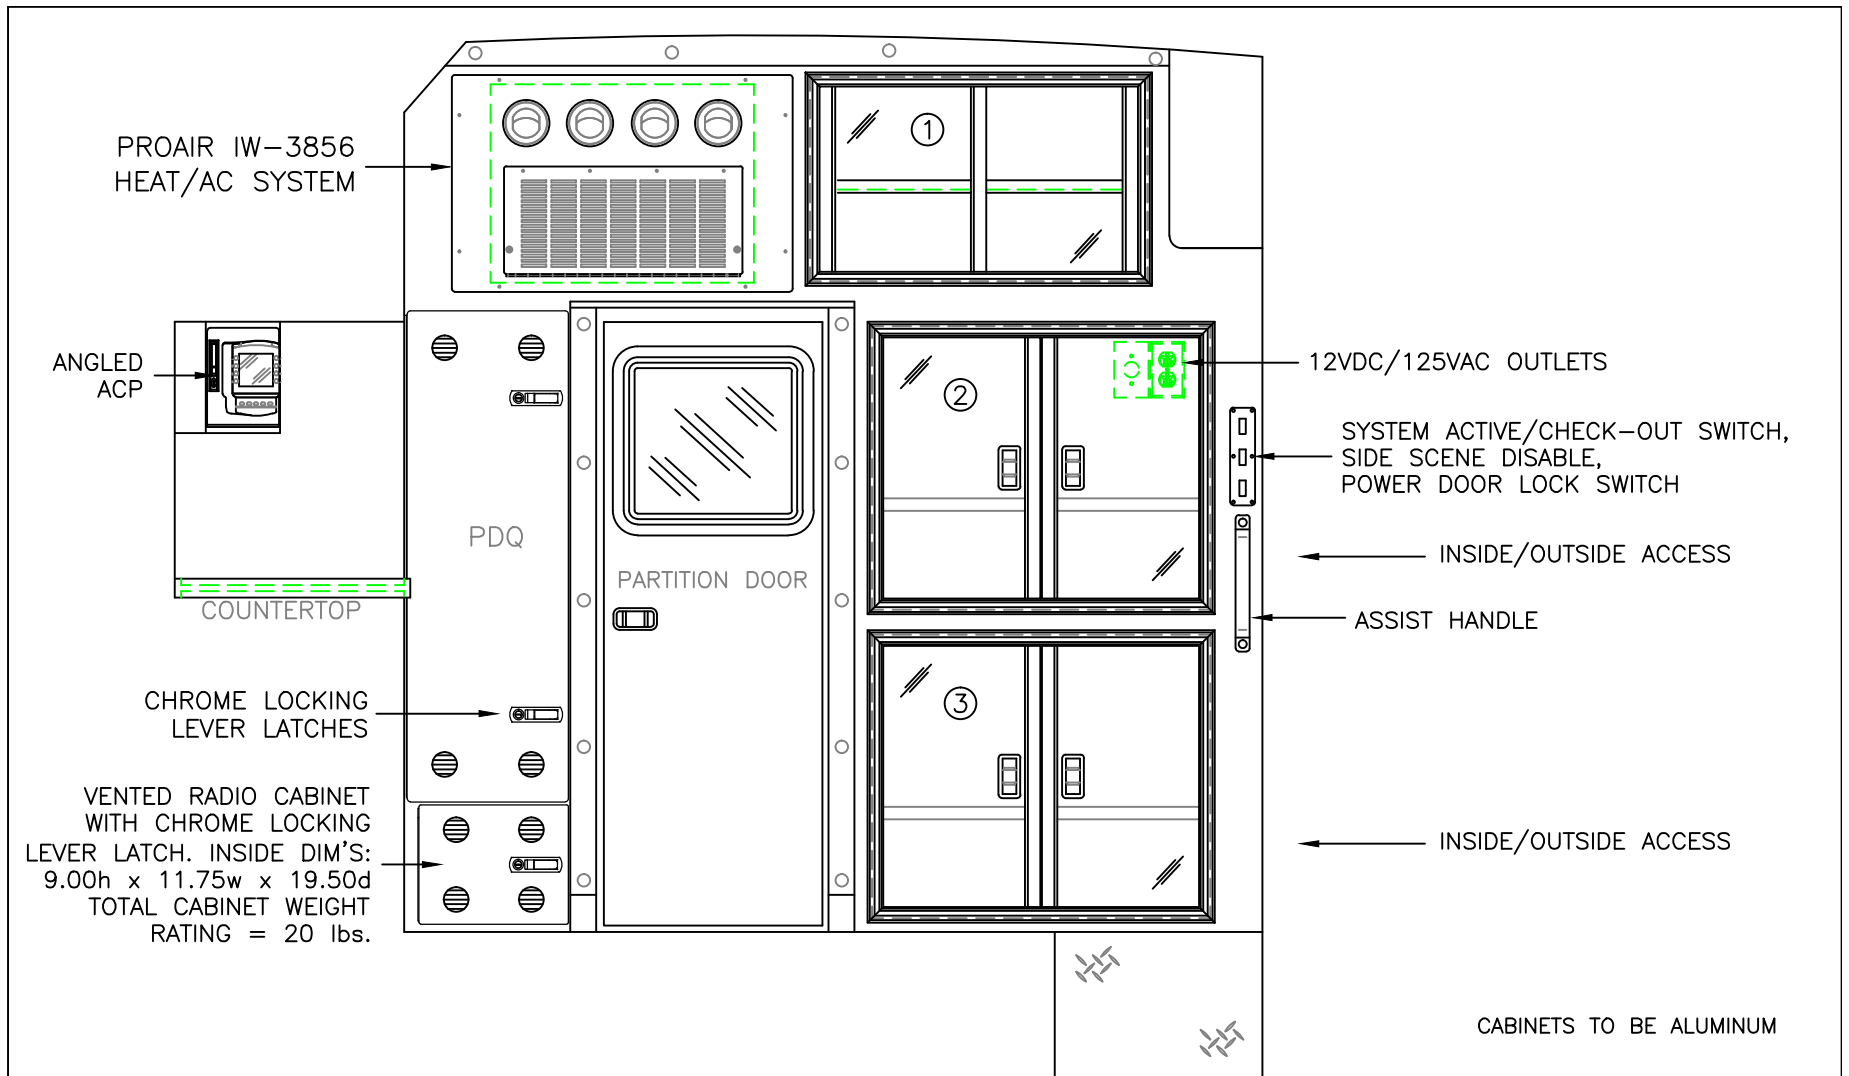 PROAIR IW-3856
HEAT/AC SYSTEM
1
ANGLED
ACP
12VDC/125VAC OUTLETS
2
SYSTEM ACTIVE/CHECK-OUT SWITCH,
SIDE SCENE DISABLE,
POWER DOOR LOCK SWITCH
PDQ
INSIDE/OUTSIDE ACCESS
PARTITION DOOR
COUNTERTOP
ASSIST HANDLE
CHROME LOCKING
LEVER LATCHES
3
VENTED RADIO CABINET
WITH CHROME LOCKING
LEVER LATCH. INSIDE DIM'S:
9.00h x 11.75w x 19.50d
TOTAL CABINET WEIGHT
RATING = 20 lbs.
INSIDE/OUTSIDE ACCESS
CABINETS TO BE ALUMINUM